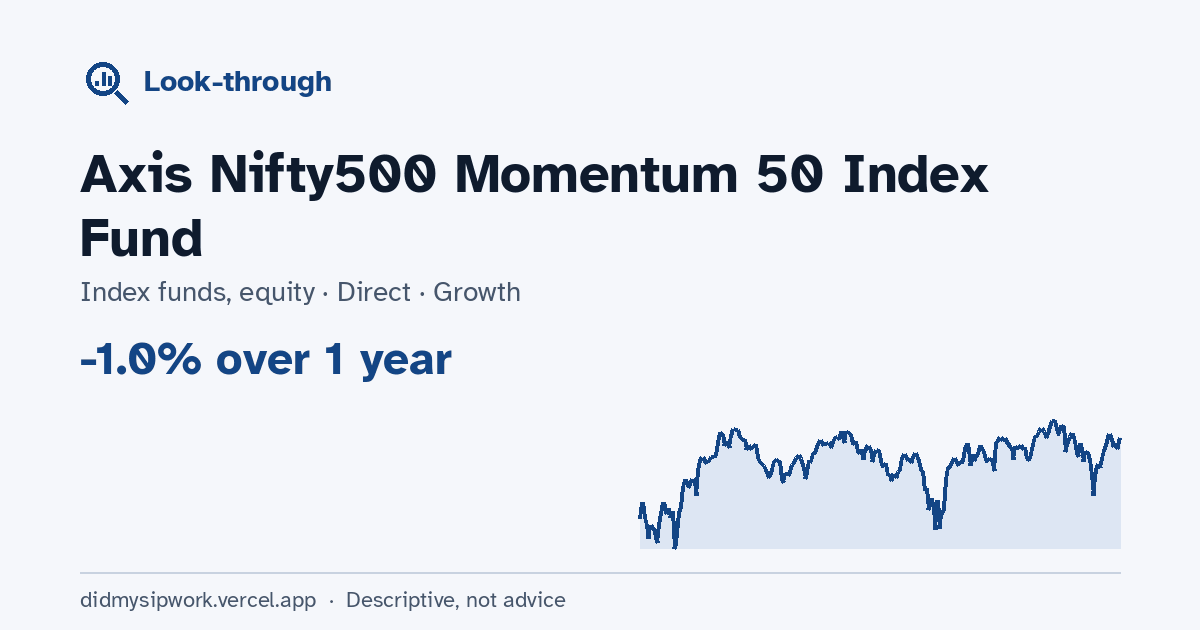 Look-through
Axis Nifty500 Momentum 50 Index
Fund
Index funds, equity · Direct · Growth
-1.0% over 1 year
didmysipwork.vercel.app · Descriptive, not advice